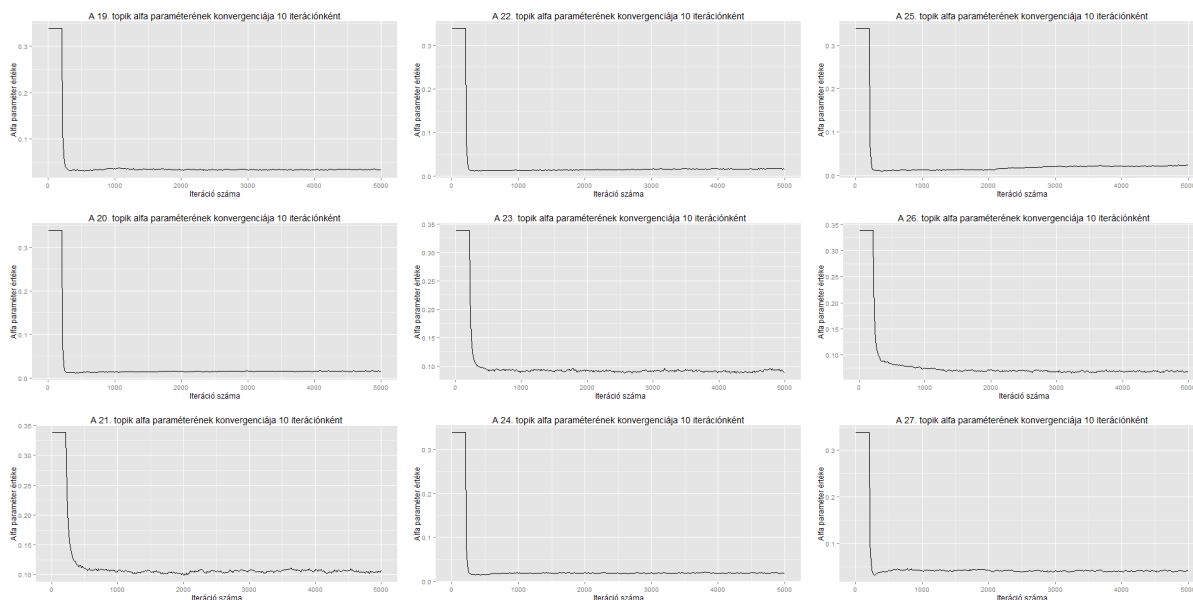 A 19. topik alfa paraméterének konvergenciája 10 iterációnként
Alfa paraméter értéke
0.3
0.2
0.1
0 1000 2000 3000 4000 5000
Iteráció száma
A 22. topik alfa paraméterének konvergenciája 10 iterációnként
Alfa paraméter értéke
0.3
0.2
0.1
0.0
0 1000 2000 3000 4000 5000
Iteráció száma
A 25. topik alfa paraméterének konvergenciája 10 iterációnként
Alfa paraméter értéke
0.3
0.2
0.1
0.0
0 1000 2000 3000 4000 5000
Iteráció száma
A 20. topik alfa paraméterének konvergenciája 10 iterációnként
Alfa paraméter értéke
0.3
0.2
0.1
0.0
0 1000 2000 3000 4000 5000
Iteráció száma
A 23. topik alfa paraméterének konvergenciája 10 iterációnként
Alfa paraméter értéke
0.35
0.30
0.25
0.20
0.15
0.10
0 1000 2000 3000 4000 5000
Iteráció száma
A 26. topik alfa paraméterének konvergenciája 10 iterációnként
Alfa paraméter értéke
0.35
0.30
0.25
0.20
0.15
0.10
0 1000 2000 3000 4000 5000
Iteráció száma
A 21. topik alfa paraméterének konvergenciája 10 iterációnként
Alfa paraméter értéke
0.35
0.30
0.25
0.20
0.15
0.10
0 1000 2000 3000 4000 5000
Iteráció száma
A 24. topik alfa paraméterének konvergenciája 10 iterációnként
Alfa paraméter értéke
0.3
0.2
0.1
0.0
0 1000 2000 3000 4000 5000
Iteráció száma
A 27. topik alfa paraméterének konvergenciája 10 iterációnként
Alfa paraméter értéke
0.3
0.2
0.1
0 1000 2000 3000 4000 5000
Iteráció száma